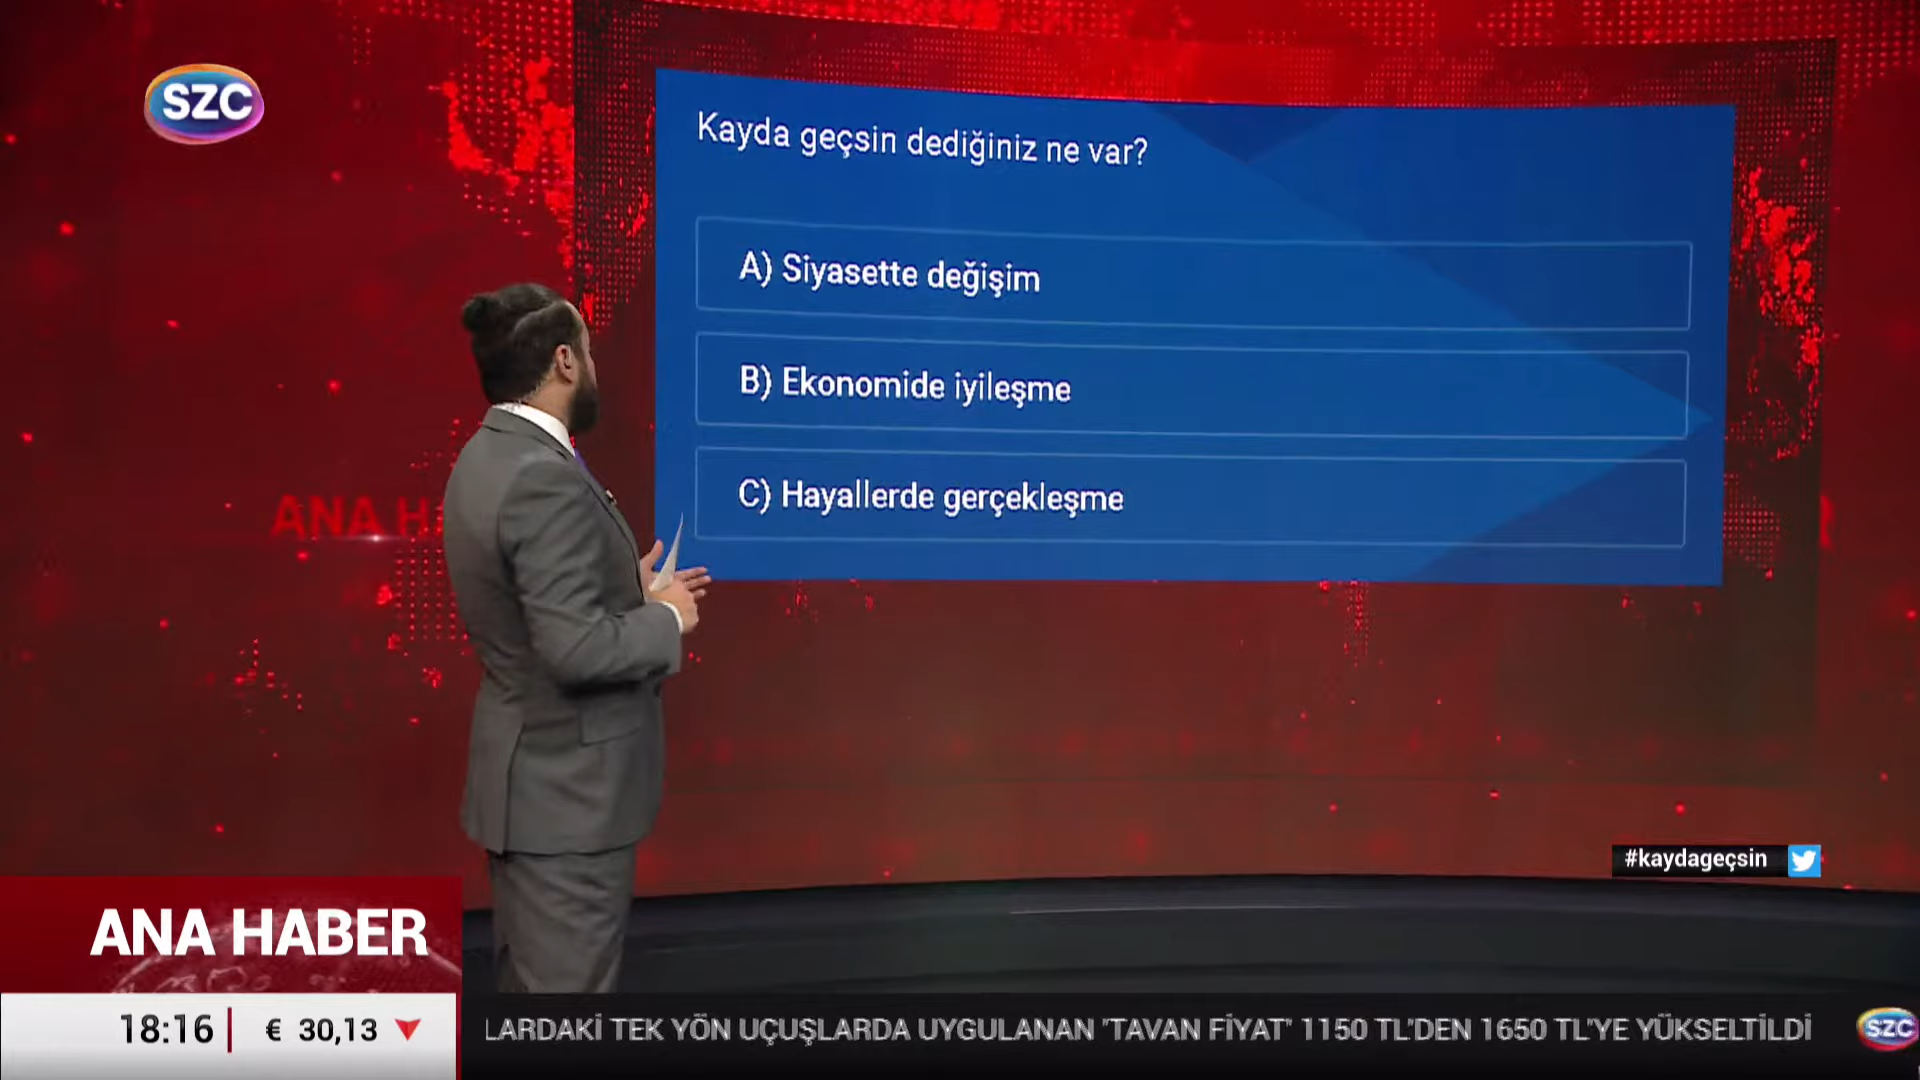 SZC
Kayda geçsin dediğiniz ne var?
A) Siyasette değişim
B) Ekonomide iyileşme
C) Hayallerde gerçekleşme
ANA H
#kaydageçsin
ANA HABER
18:16 € 30,13
LARDAKİ TEK YÖN UÇUŞLARDA UYGULANAN "TAVAN FİYAT" 1150 TL'DEN 1650 TL'YE YÜKSELTİLDİ
SZC